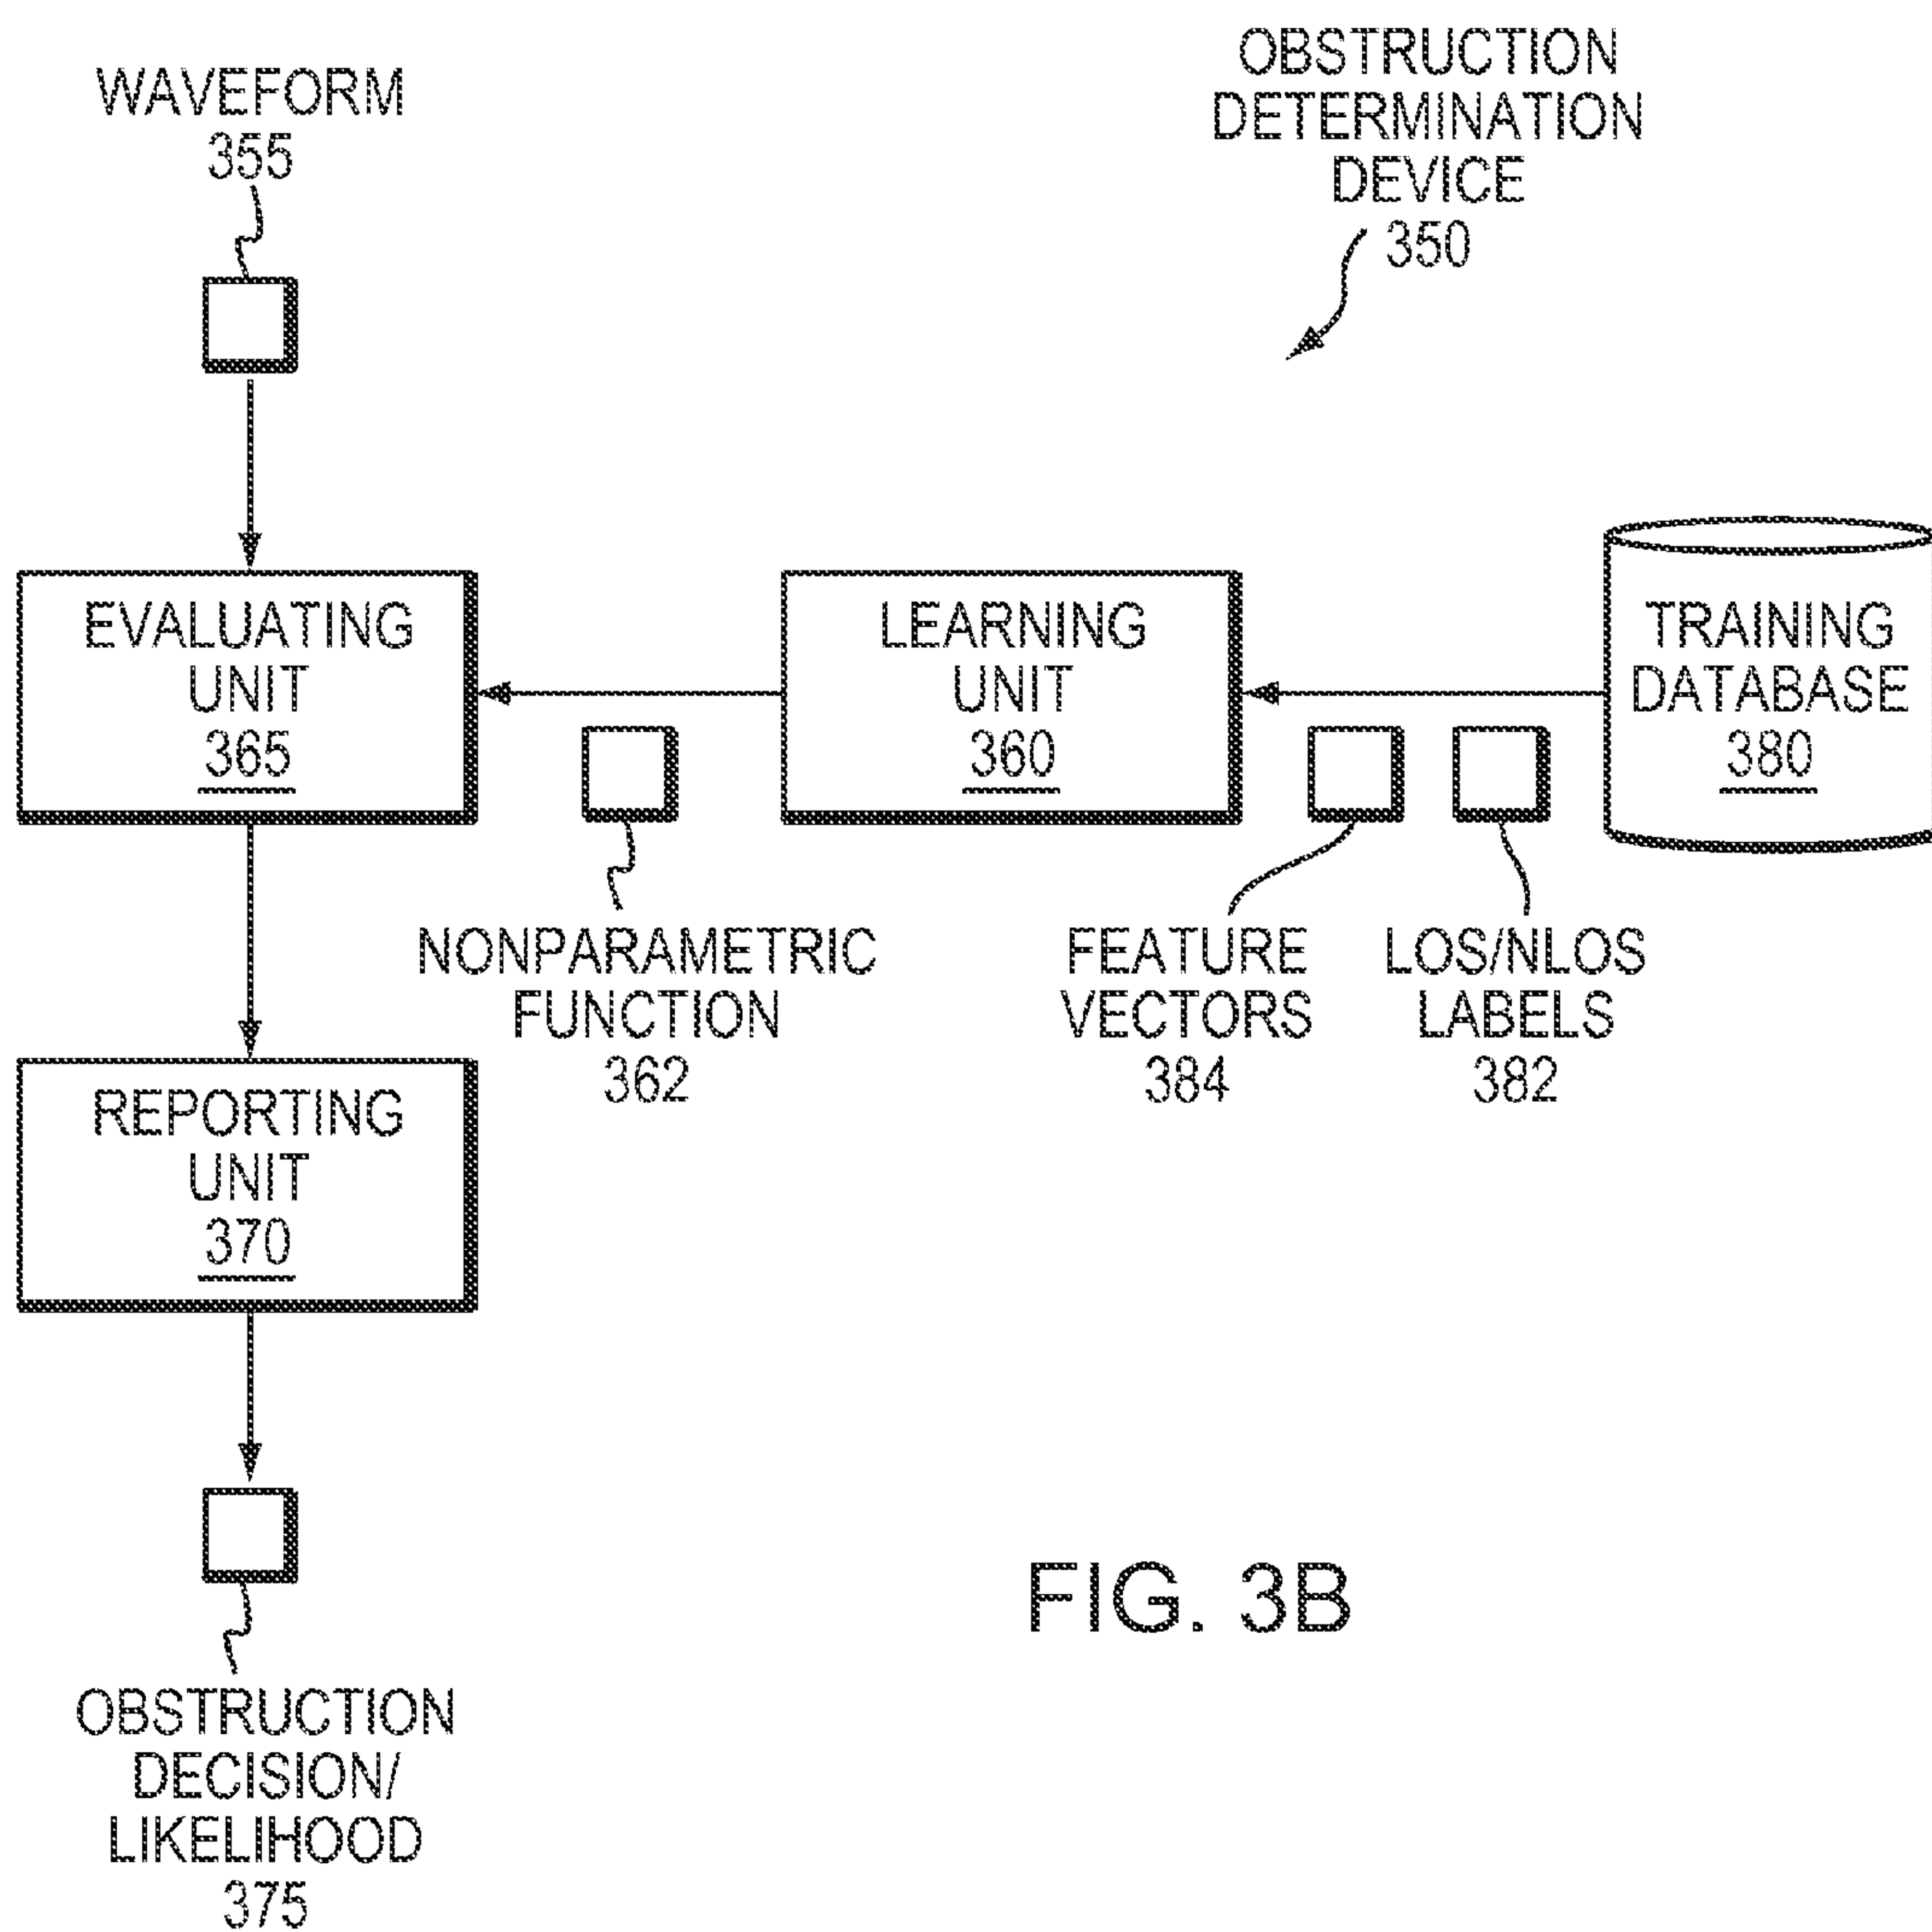 WAVEFORM
355
OBSTRUCTION
DETERMINATION
DEVICE
350
EVALUATING
UNIT
365
LEARNING
UNIT
360
TRAINING
DATABASE
380
NONPARAMETRIC
FUNCTION
362
FEATURE
VECTORS
384
LOS/NLOS
LABELS
382
REPORTING
UNIT
370
OBSTRUCTION
DECISION/
LIKELIHOOD
375
FIG. 3B